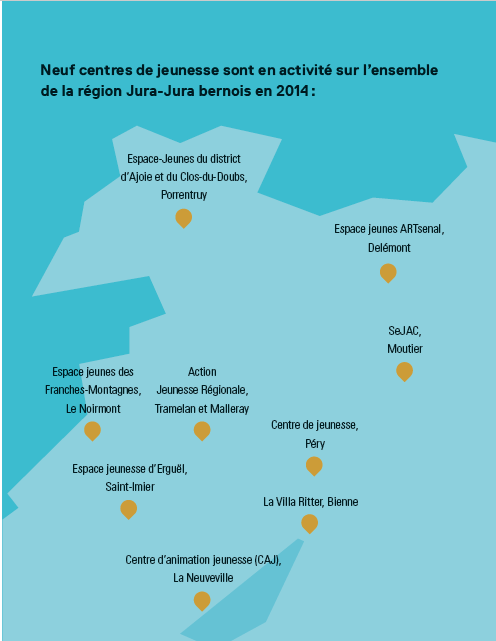 Neuf centres de jeunesse sont en activité sur l'ensemble
de la région Jura-Jura bernois en 2014 :
Espace-Jeunes du district
d'Ajoie et du Clos-du-Doubs,
Porrentruy
Espace jeunes ARTsenal,
Delémont
SeJAC,
Moutier
Espace jeunes des
Franches-Montagnes,
Le Noirmont
Action
Jeunesse Régionale,
Tramelan et Malleray
Centre de jeunesse,
Péry
Espace jeunesse d'Erguël,
Saint-Imier
La Villa Ritter, Bienne
Centre d'animation jeunesse (CAJ),
La Neuveville